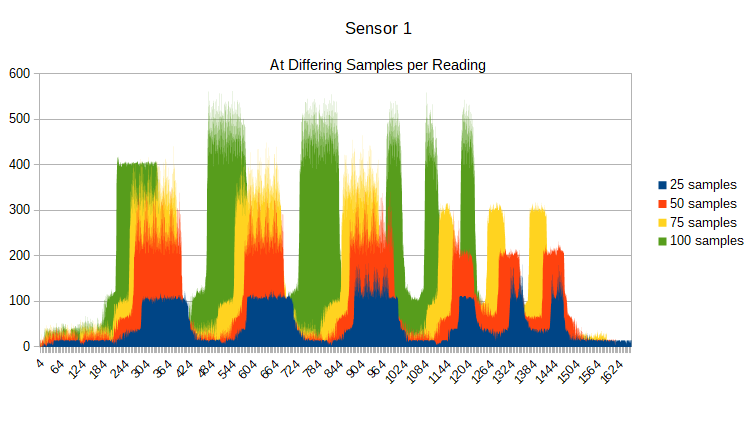 Sensor 1
At Differing Samples per Reading
600
500
400
300
200
100
0
25 samples
50 samples
75 samples
100 samples
4 64 124 184 244 304 364 424 484 544 604 664 724 784 844 904 964 1024 1084 1144 1204 1264 1324 1384 1444 1504 1564 1624